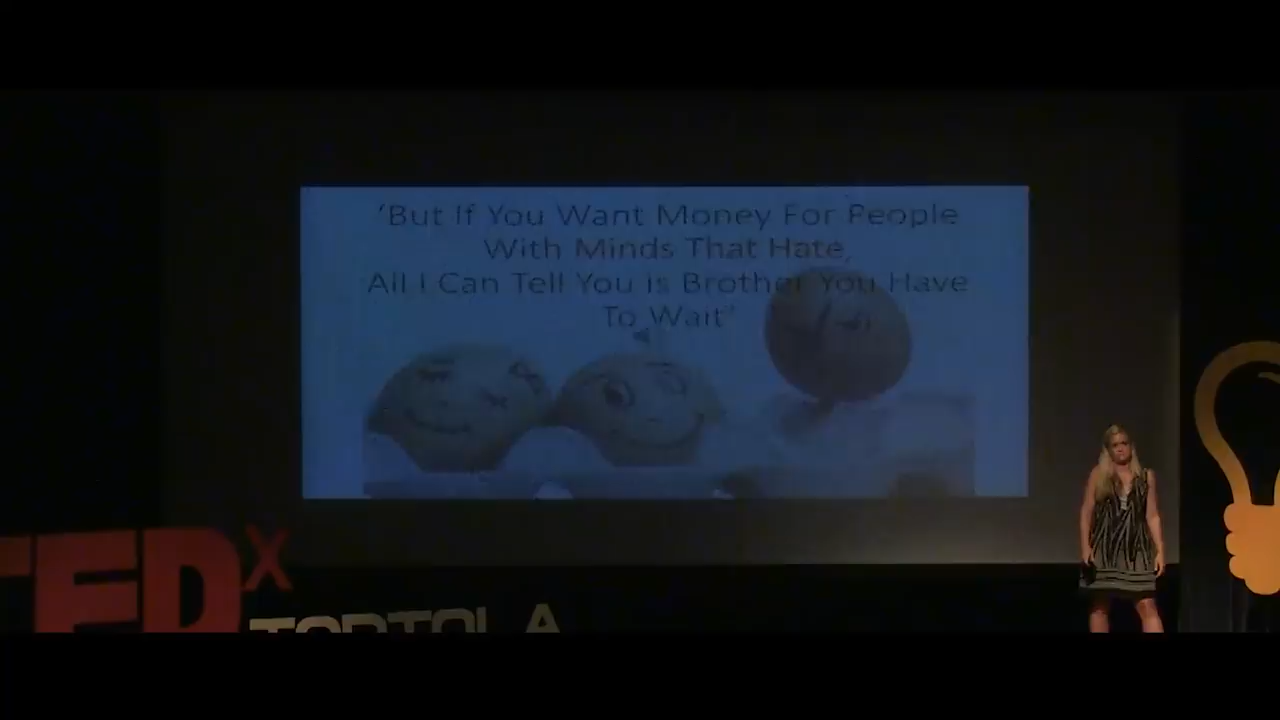 ‘But If You Want Money For People
With Minds That Hate,
All I Can Tell You is Brother You Have
To Wait’
TEDx
TORTOLA